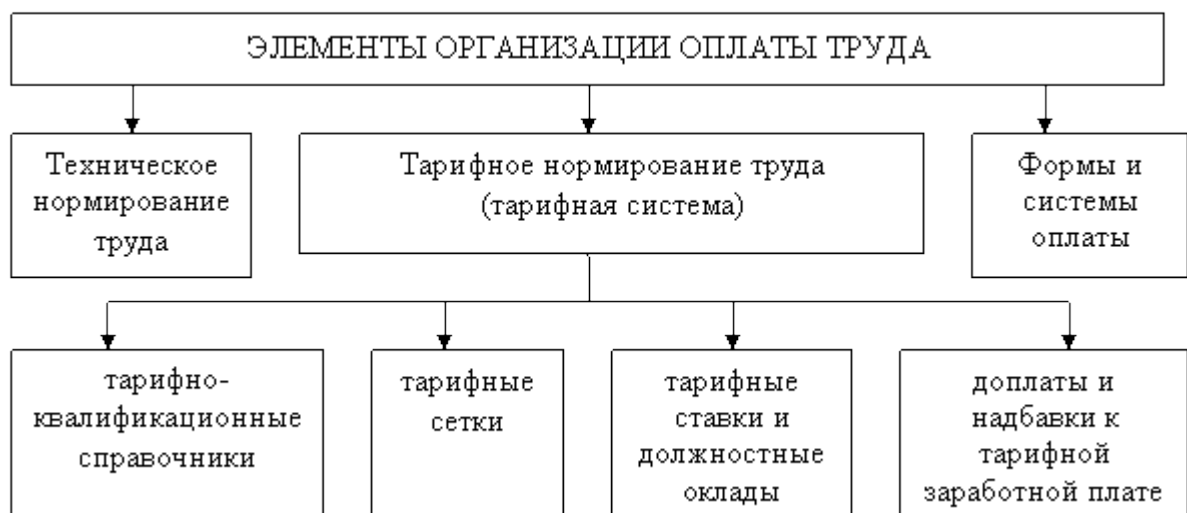 ЭЛЕМЕНТЫ ОРГАНИЗАЦИИ ОПЛАТЫ ТРУДА
Техническое
нормирование
труда
Тарифное нормирование труда
(тарифная система)
Формы и
системы
оплаты
тарифно-
квалификационные
справочники
тарифные
сетки
тарифные
ставки и
должностные
оклады
доплаты и
надбавки к
тарифной
заработной плате